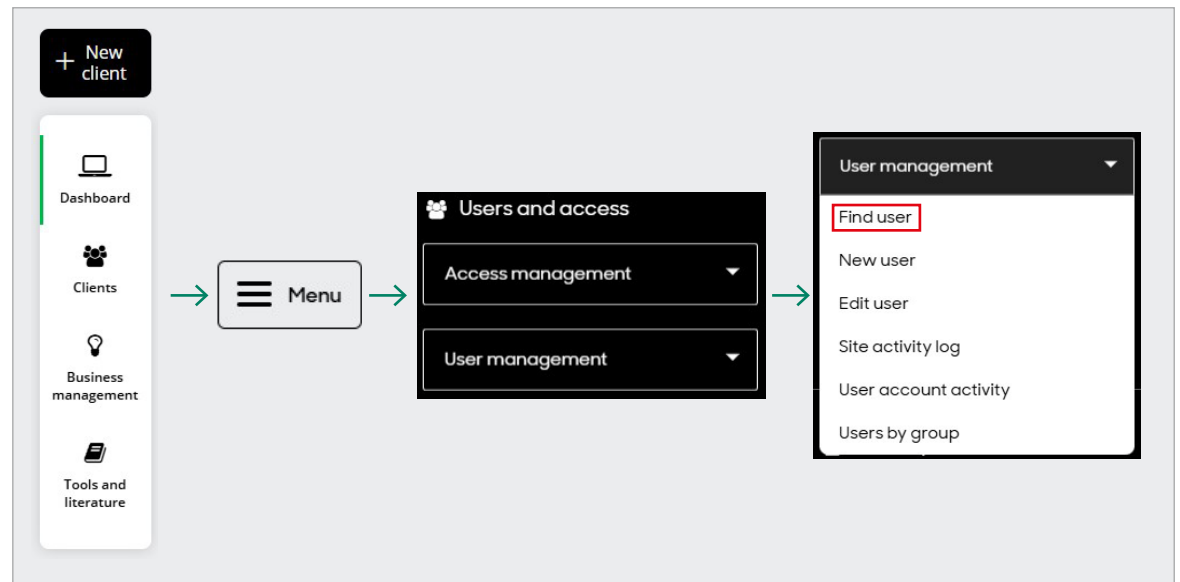 New
client
Dashboard
Clients
Business
management
Tools and
literature
Menu
Users and access
Access management
User management
User management
Find user
New user
Edit user
Site activity log
User account activity
Users by group